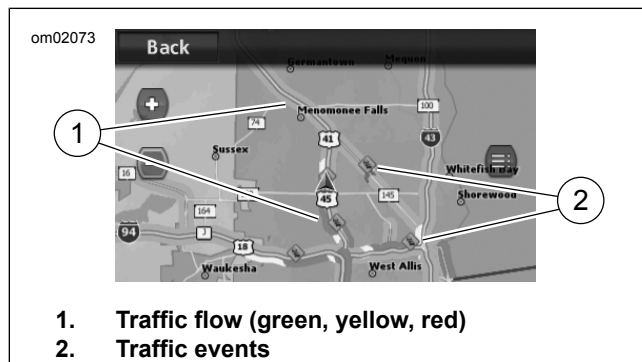 om02073
Back
Germantown
Mequon
Menomonee Falls
100
74
41
43
Sussex
16
Whitefish Bay
45
145
Shorewood
164
94
J
18
Waukesha
West Allis
1
2
1. Traffic flow (green, yellow, red)
2. Traffic events